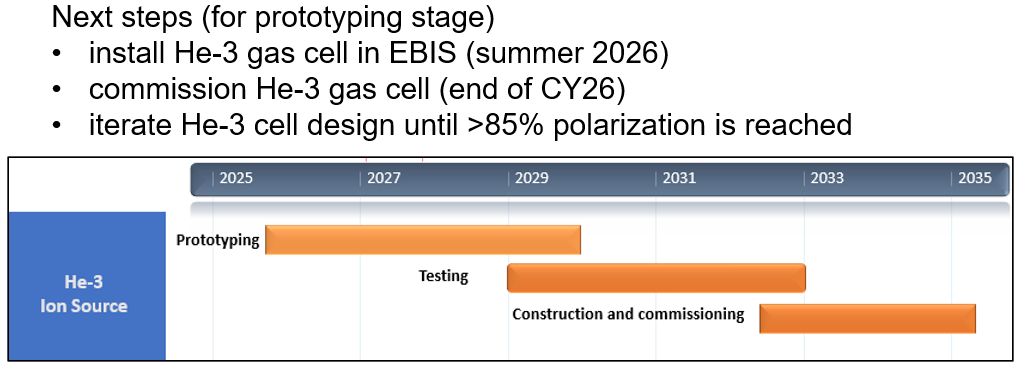 Next steps (for prototyping stage)
• install He-3 gas cell in EBIS (summer 2026)
• commission He-3 gas cell (end of CY26)
• iterate He-3 cell design until >85% polarization is reached
2025 2027 2029 2031 2033 2035
Prototyping
He-3
Ion Source
Testing
Construction and commissioning